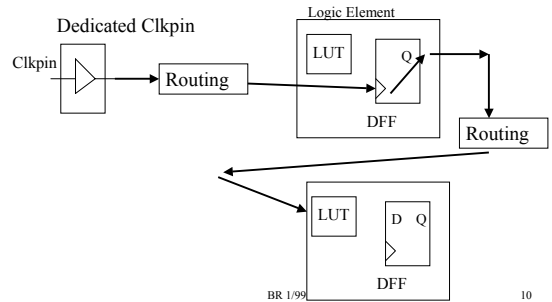 Logic Element
Dedicated Clkpin
Clkpin
Routing
LUT
Q
DFF
Routing
LUT
D Q
DFF
BR 1/99
10